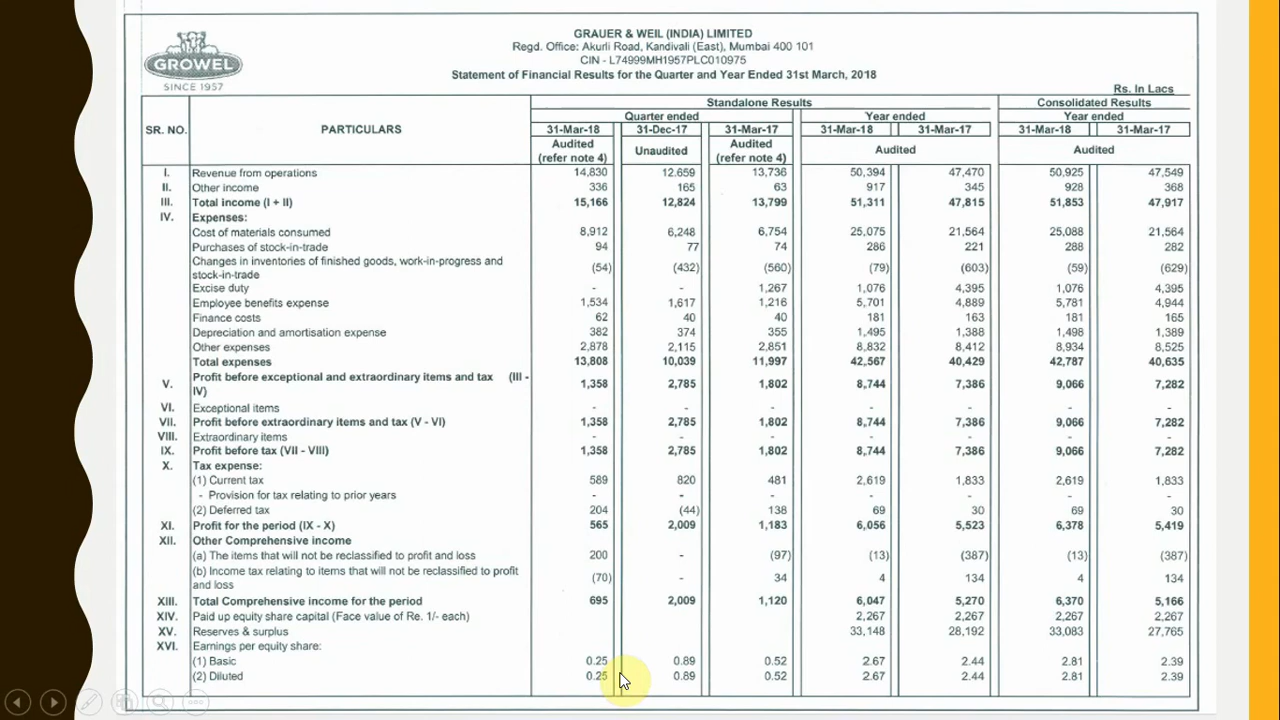 GROWEL
SINCE 1957
GRAUER & WEIL (INDIA) LIMITED
Regd. Office: Akurli Road, Kandivali (East), Mumbai 400 101
CIN - L74999MH1957PLC010975
Statement of Financial Results for the Quarter and Year Ended 31st March, 2018
Rs. In Lacs
Standalone Results Consolidated Results
Quarter ended Year ended Year ended
SR. NO. PARTICULARS 31-Mar-18 31-Dec-17 31-Mar-17 31-Mar-18 31-Mar-17 31-Mar-18 31-Mar-17
Audited (refer note 4) Unaudited Audited (refer note 4) Audited Audited
I. Revenue from operations 14,830 12.659 13,736 50,394 47,470 50,925 47,549
II. Other income 336 165 63 917 345 928 368
III. Total income (I + II) 15,166 12,824 13,799 51,311 47,815 51,853 47,917
IV. Expenses:
Cost of materials consumed 8,912 6,248 6,754 25,075 21,564 25,088 21,564
Purchases of stock-in-trade 94 77 74 286 221 288 282
Changes in inventories of finished goods, work-in-progress and
stock-in-trade (54) (432) (560) (79) (603) (59) (629)
Excise duty - - 1,267 1,076 4,395 1,076 4,395
Employee benefits expense 1,534 1,617 1,216 5,701 4,889 5,781 4,944
Finance costs 62 40 40 181 163 181 165
Depreciation and amortisation expense 382 374 355 1,495 1,388 1,498 1,389
Other expenses 2,878 2,115 2,851 8,832 8,412 8,934 8,525
Total expenses 13,808 10,039 11,997 42,567 40,429 42,787 40,635
V. Profit before exceptional and extraordinary items and tax (III -
IV) 1,358 2,785 1,802 8,744 7,386 9,066 7,282
VI. Exceptional items - - - - - - -
VII. Profit before extraordinary items and tax (V - VI) 1,358 2,785 1,802 8,744 7,386 9,066 7,282
VIII. Extraordinary items - - - - - - -
IX. Profit before tax (VII - VIII) 1,358 2,785 1,802 8,744 7,386 9,066 7,282
X. Tax expense:
(1) Current tax 589 820 481 2,619 1,833 2,619 1,833
- Provision for tax relating to prior years - - - - - - -
(2) Deferred tax 204 (44) 138 69 30 69 30
XI. Profit for the period (IX - X) 565 2,009 1,183 6,056 5,523 6,378 5,419
XII. Other Comprehensive income
(a) The items that will not be reclassified to profit and loss 200 - (97) (13) (387) (13) (387)
(b) Income tax relating to items that will not be reclassified to profit
and loss (70) - 34 4 134 4 134
XIII. Total Comprehensive income for the period 695 2,009 1,120 6,047 5,270 6,370 5,166
XIV. Paid up equity share capital (Face value of Re. 1/- each) 2,267 2,267 2,267 2,267
XV. Reserves & surplus 33,148 28,192 33,083 27,765
XVI. Earnings per equity share:
(1) Basic 0.25 0.89 0.52 2.67 2.44 2.81 2.39
(2) Diluted 0.25 0.89 0.52 2.67 2.44 2.81 2.39